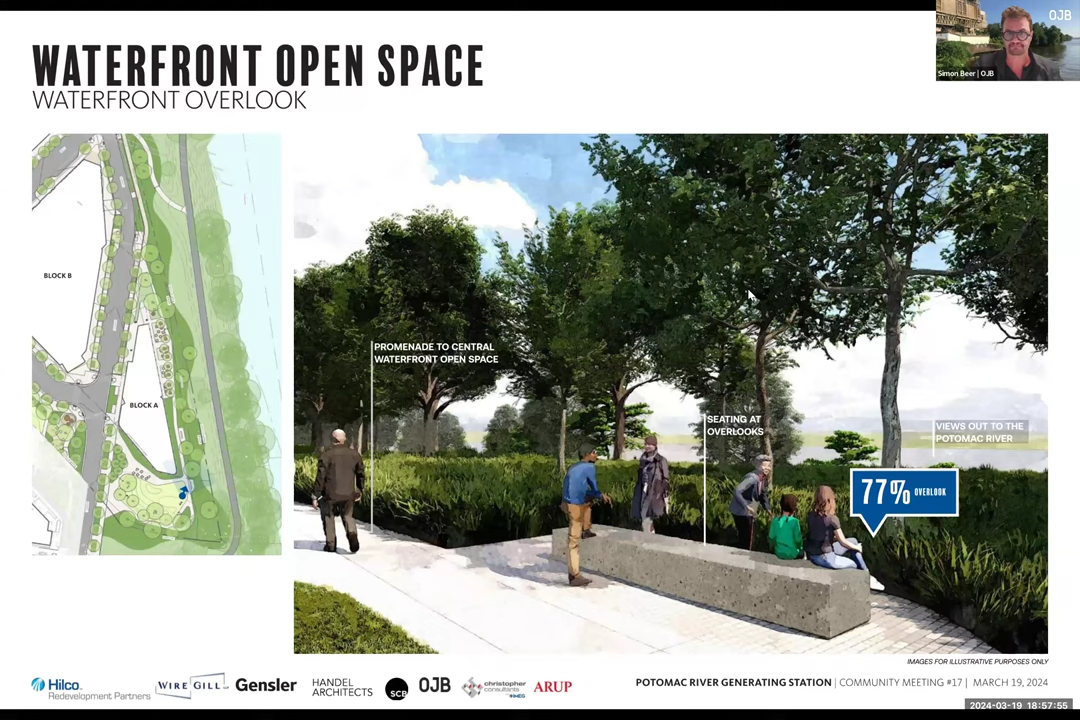 WATERFRONT OPEN SPACE
WATERFRONT OVERLOOK
OJB
Simon Beer | OJB
BLOCK B
BLOCK A
PROMENADE TO CENTRAL
WATERFRONT OPEN SPACE
SEATING AT
OVERLOOKS
VIEWS OUT TO THE
POTOMAC RIVER
77% OVERLOOK
IMAGES FOR ILLUSTRATIVE PURPOSES ONLY
Hilco
Redevelopment Partners
WIRE GILL
Gensler
HANDEL
ARCHITECTS
SCB
OJB
christopher
consultants
ARUP
POTOMAC RIVER GENERATING STATION | COMMUNITY MEETING #17 | MARCH 19, 2024
2024-03-19 18:57:55